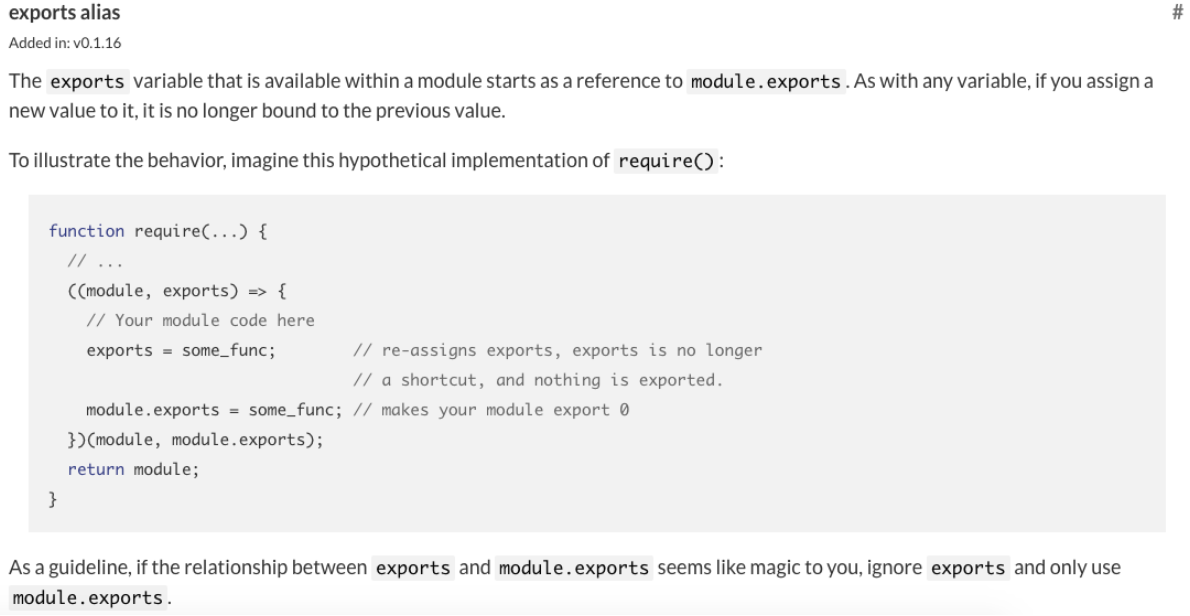 exports alias #
Added in: v0.1.16
The exports variable that is available within a module starts as a reference to module.exports. As with any variable, if you assign a
new value to it, it is no longer bound to the previous value.
To illustrate the behavior, imagine this hypothetical implementation of require():
function require(...) {
  // ...
  ((module, exports) => {
    // Your module code here
    exports = some_func;        // re-assigns exports, exports is no longer
                                // a shortcut, and nothing is exported.
    module.exports = some_func; // makes your module export 0
  })(module, module.exports);
  return module;
}
As a guideline, if the relationship between exports and module.exports seems like magic to you, ignore exports and only use
module.exports.